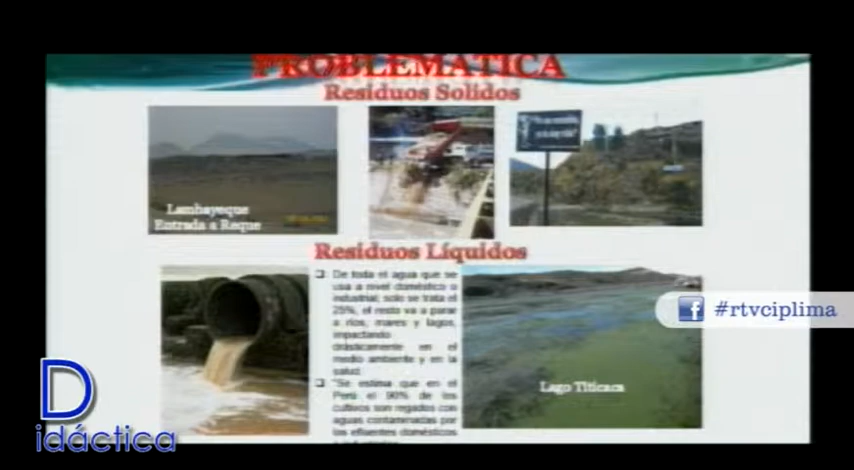 PROBLEMATICA
Residuos Solidos
Lambayeque
Entrada a Reque
Residuos Líquidos
❑ De toda el agua que se
usa a nivel doméstico o
industrial, solo se trata el
25%, el resto va a parar
a ríos, mares y lagos,
impactando
drásticamente en el
medio ambiente y en la
salud.
❑ "Se estima que en el
Perú el 90% de los
cultivos son regados con
aguas contaminadas por
los efluentes domésticos
Lago Titicaca
#rtvciplima
Didáctica